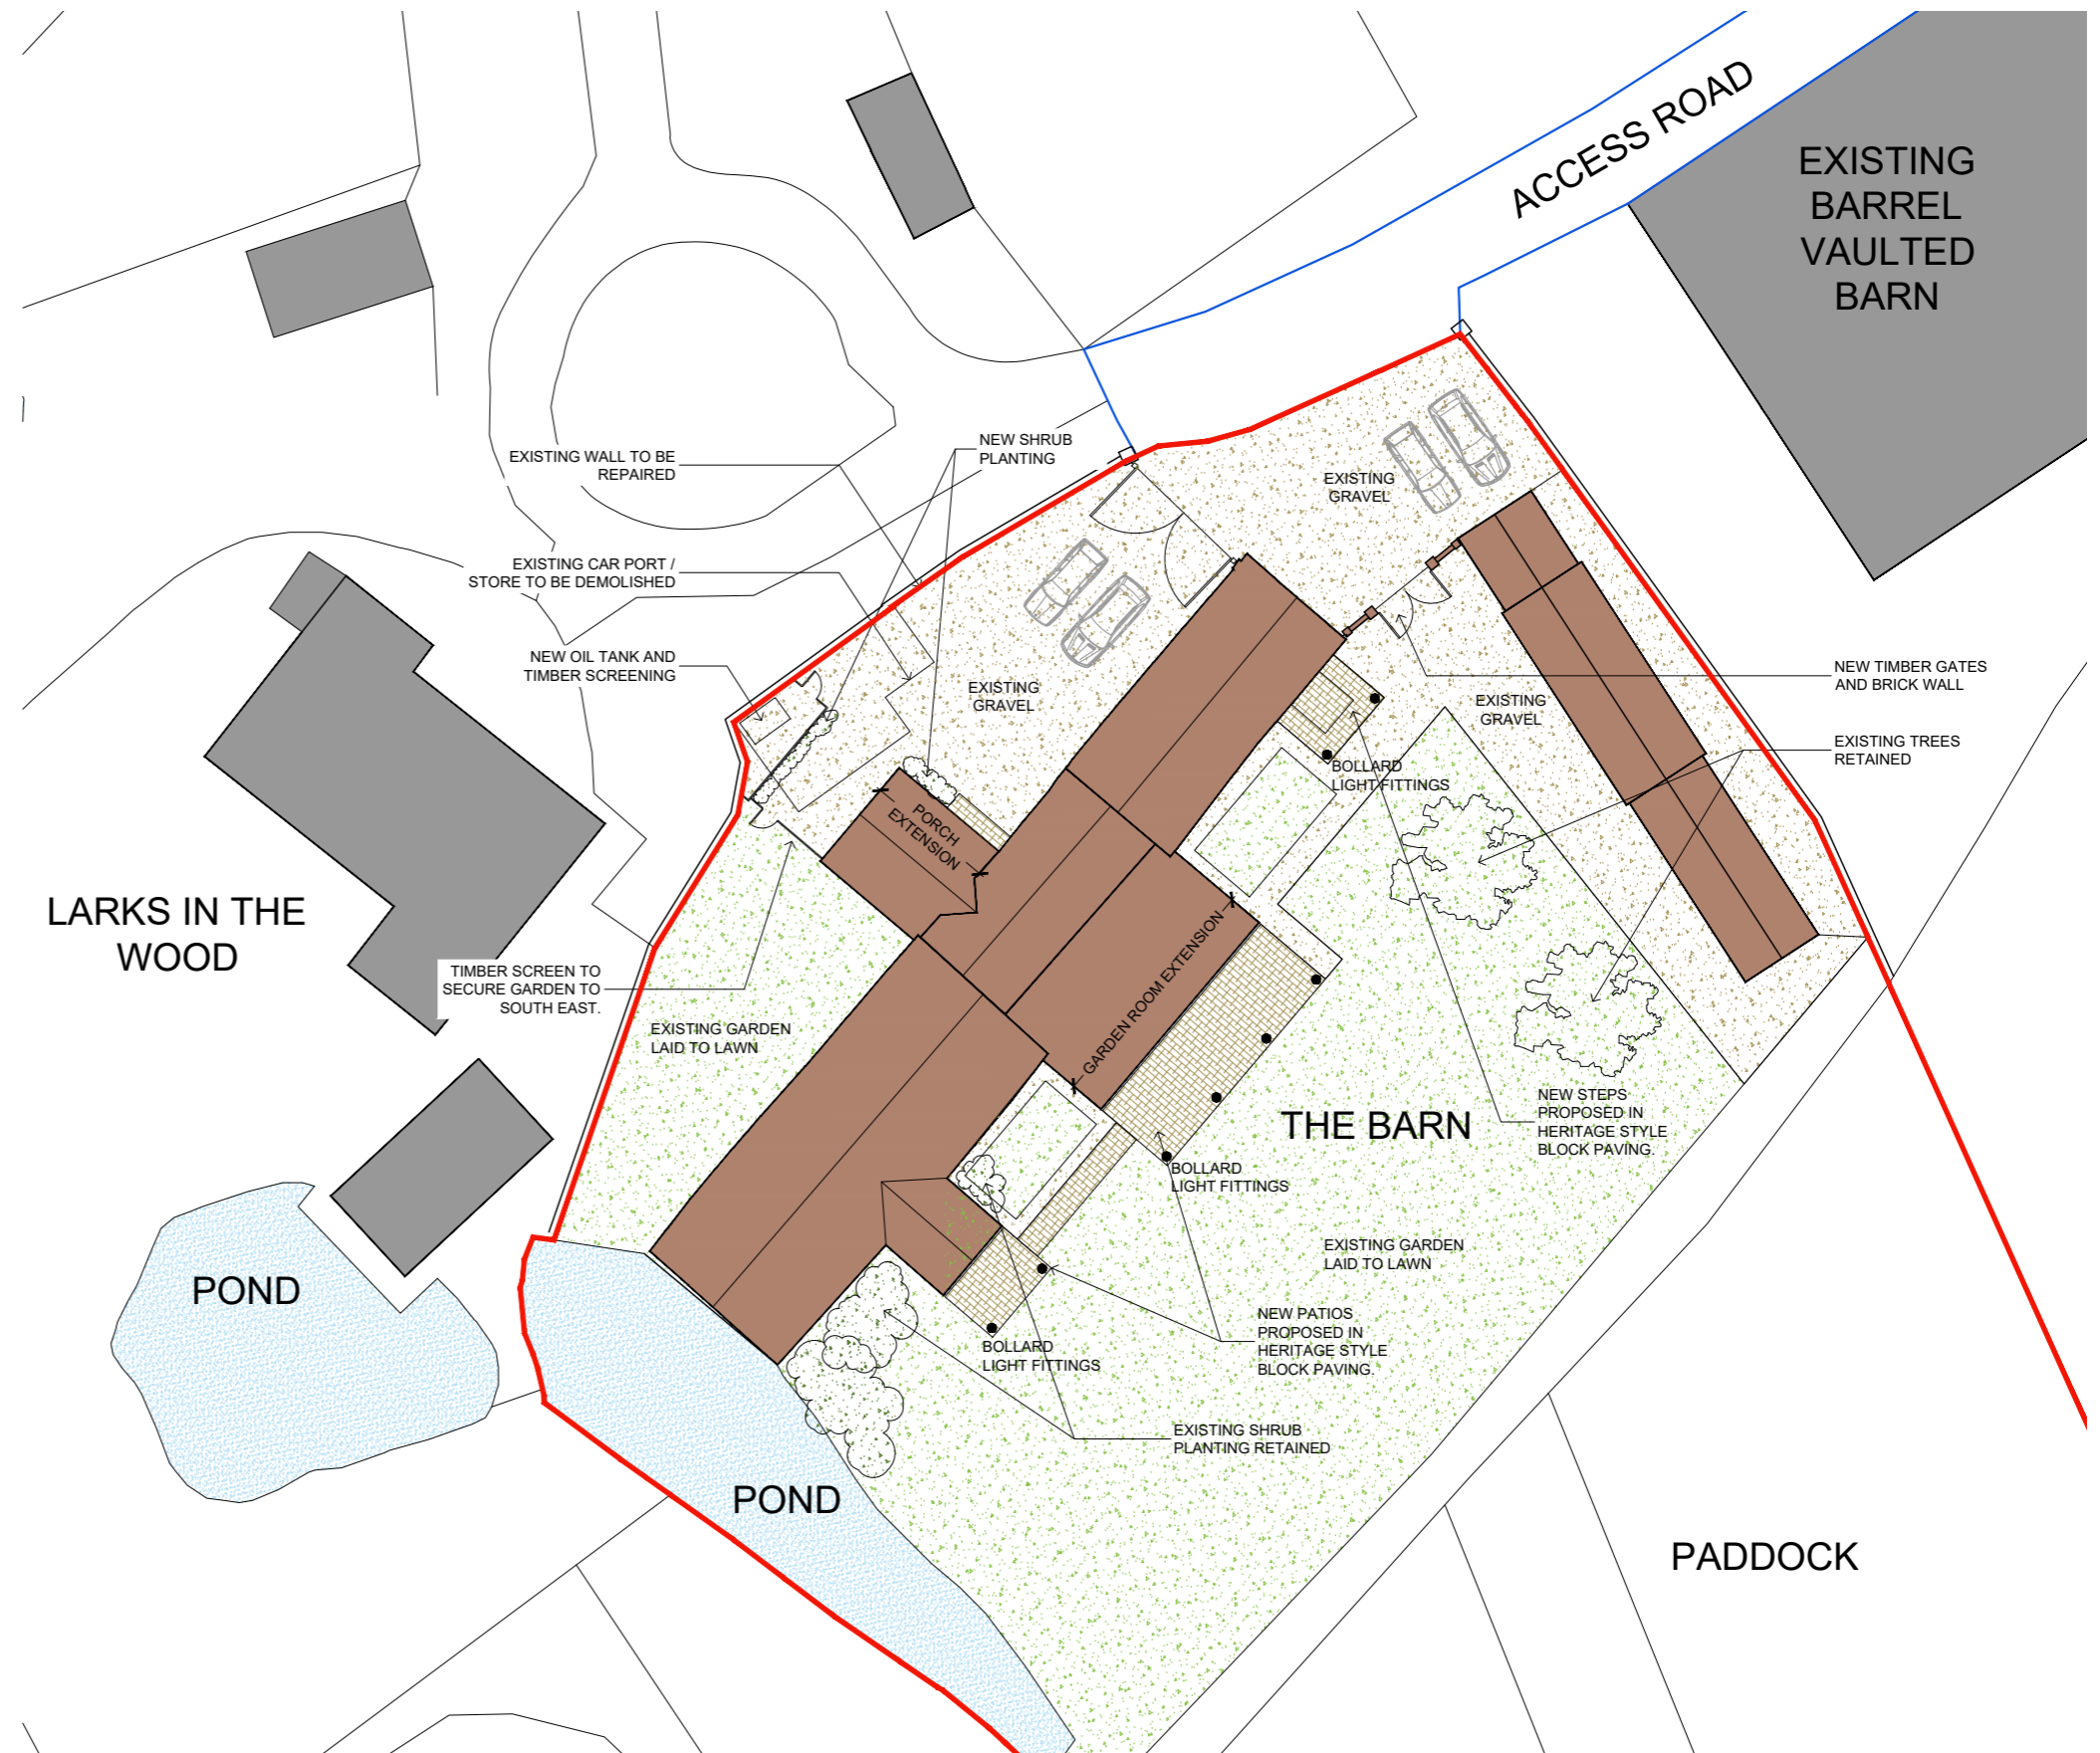 ACCESS ROAD
EXISTING
BARREL
VAULTED
BARN
NEW SHRUB
PLANTING
EXISTING WALL TO BE
REPAIRED
EXISTING
GRAVEL
EXISTING CAR PORT /
STORE TO BE DEMOLISHED
NEW OIL TANK AND
TIMBER SCREENING
EXISTING
GRAVEL
EXISTING
GRAVEL
NEW TIMBER GATES
AND BRICK WALL
EXISTING TREES
RETAINED
BOLLARD
LIGHT FITTINGS
PORCH
EXTENSION
LARKS IN THE
WOOD
TIMBER SCREEN TO
SECURE GARDEN TO
SOUTH EAST.
EXISTING GARDEN
LAID TO LAWN
GARDEN ROOM EXTENSION
THE BARN
NEW STEPS
PROPOSED IN
HERITAGE STYLE
BLOCK PAVING.
BOLLARD
LIGHT FITTINGS
EXISTING GARDEN
LAID TO LAWN
POND
NEW PATIOS
PROPOSED IN
HERITAGE STYLE
BLOCK PAVING.
BOLLARD
LIGHT FITTINGS
EXISTING SHRUB
PLANTING RETAINED
POND
PADDOCK